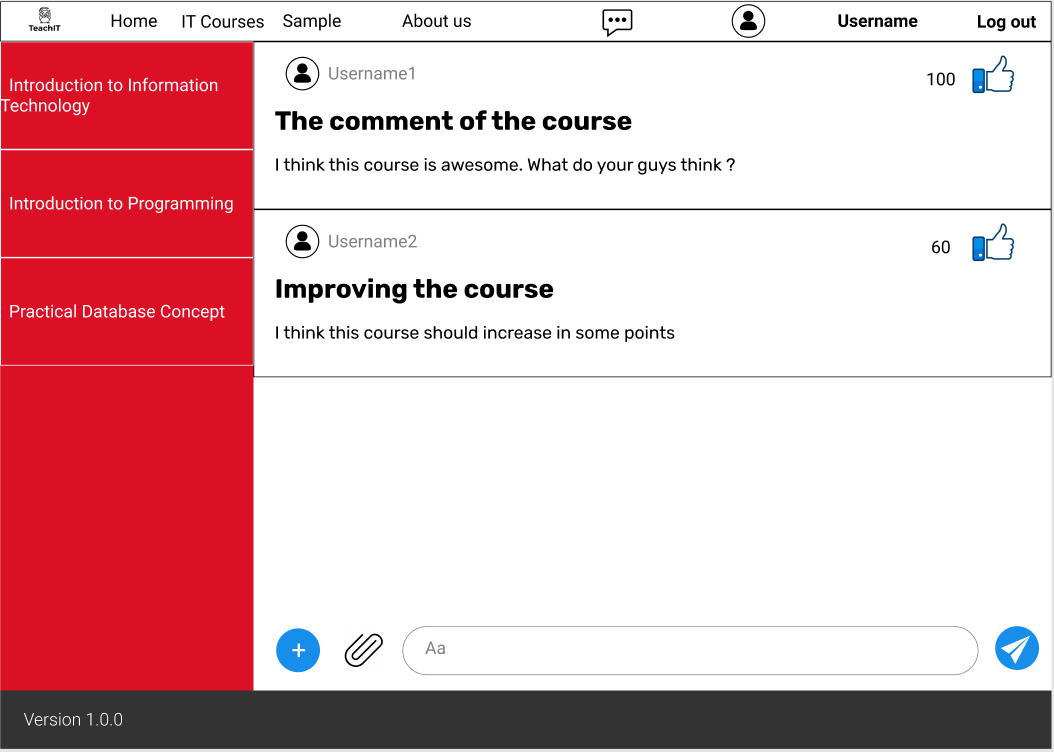 TeachIT
Home
IT Courses
Sample
About us
Username
Log out
Introduction to Information
Technology
Introduction to Programming
Practical Database Concept
Username1
100
The comment of the course
I think this course is awesome. What do your guys think ?
Username2
60
Improving the course
I think this course should increase in some points
Aa
Version 1.0.0